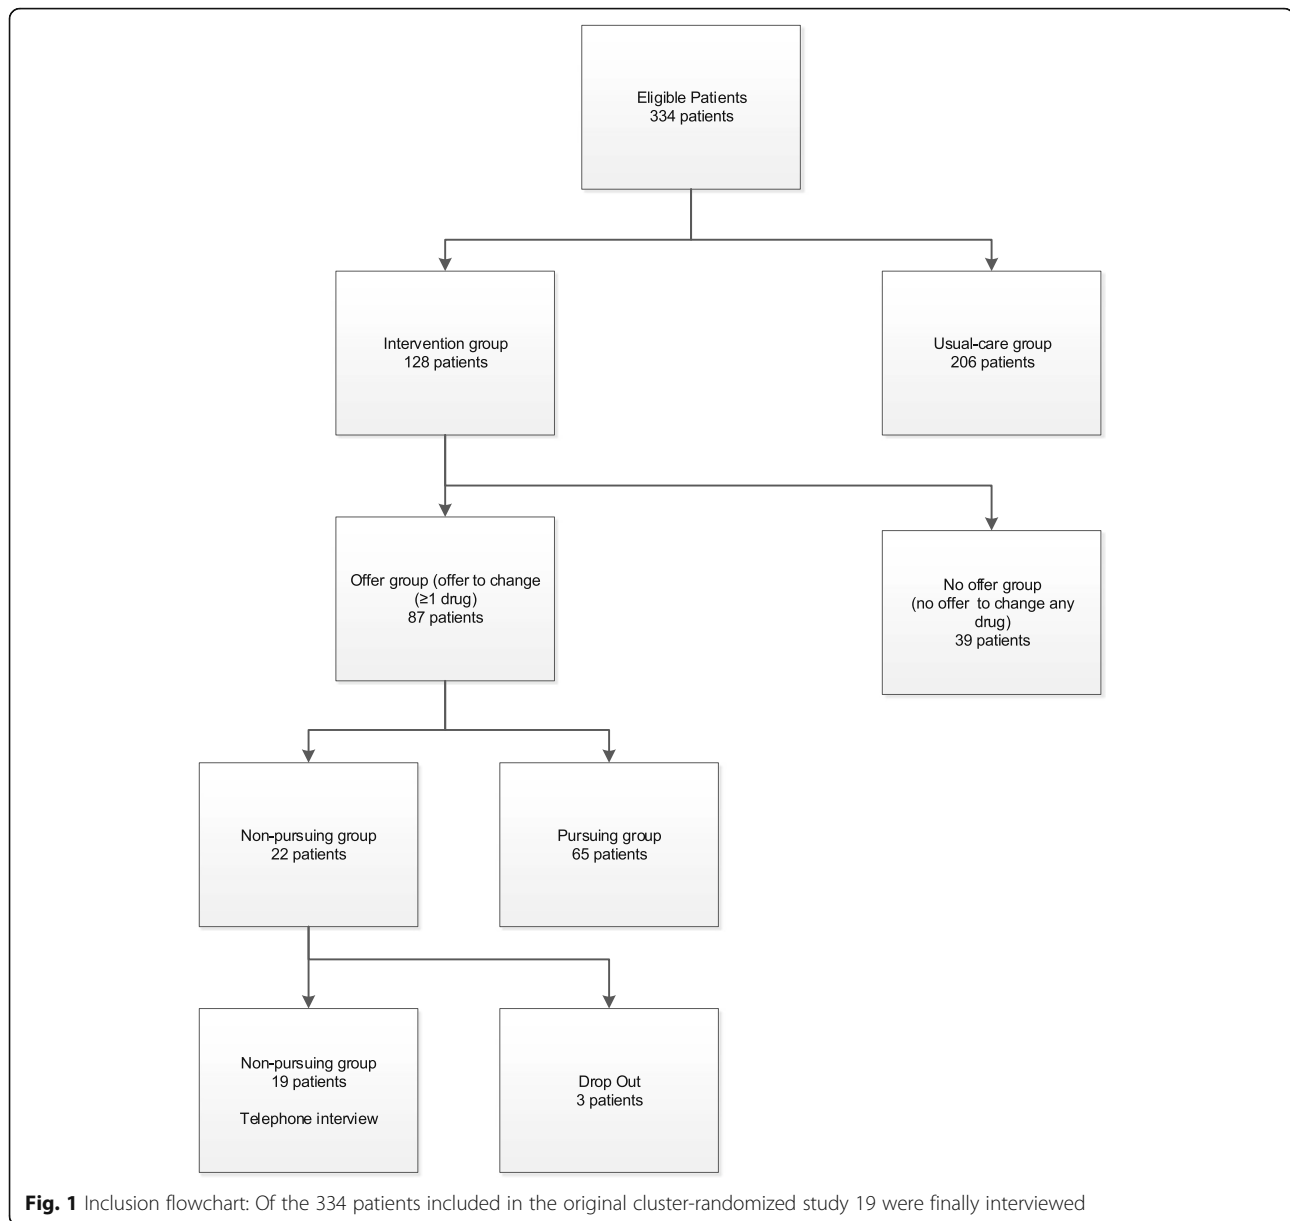 Eligible Patients
334 patients
Intervention group
128 patients
Usual-care group
206 patients
Offer group (offer to change
(≥1 drug)
87 patients
No offer group
(no offer to change any
drug)
39 patients
Non-pursuing group
22 patients
Pursuing group
65 patients
Non-pursuing group
19 patients
Telephone interview
Drop Out
3 patients
Fig. 1 Inclusion flowchart: Of the 334 patients included in the original cluster-randomized study 19 were finally interviewed